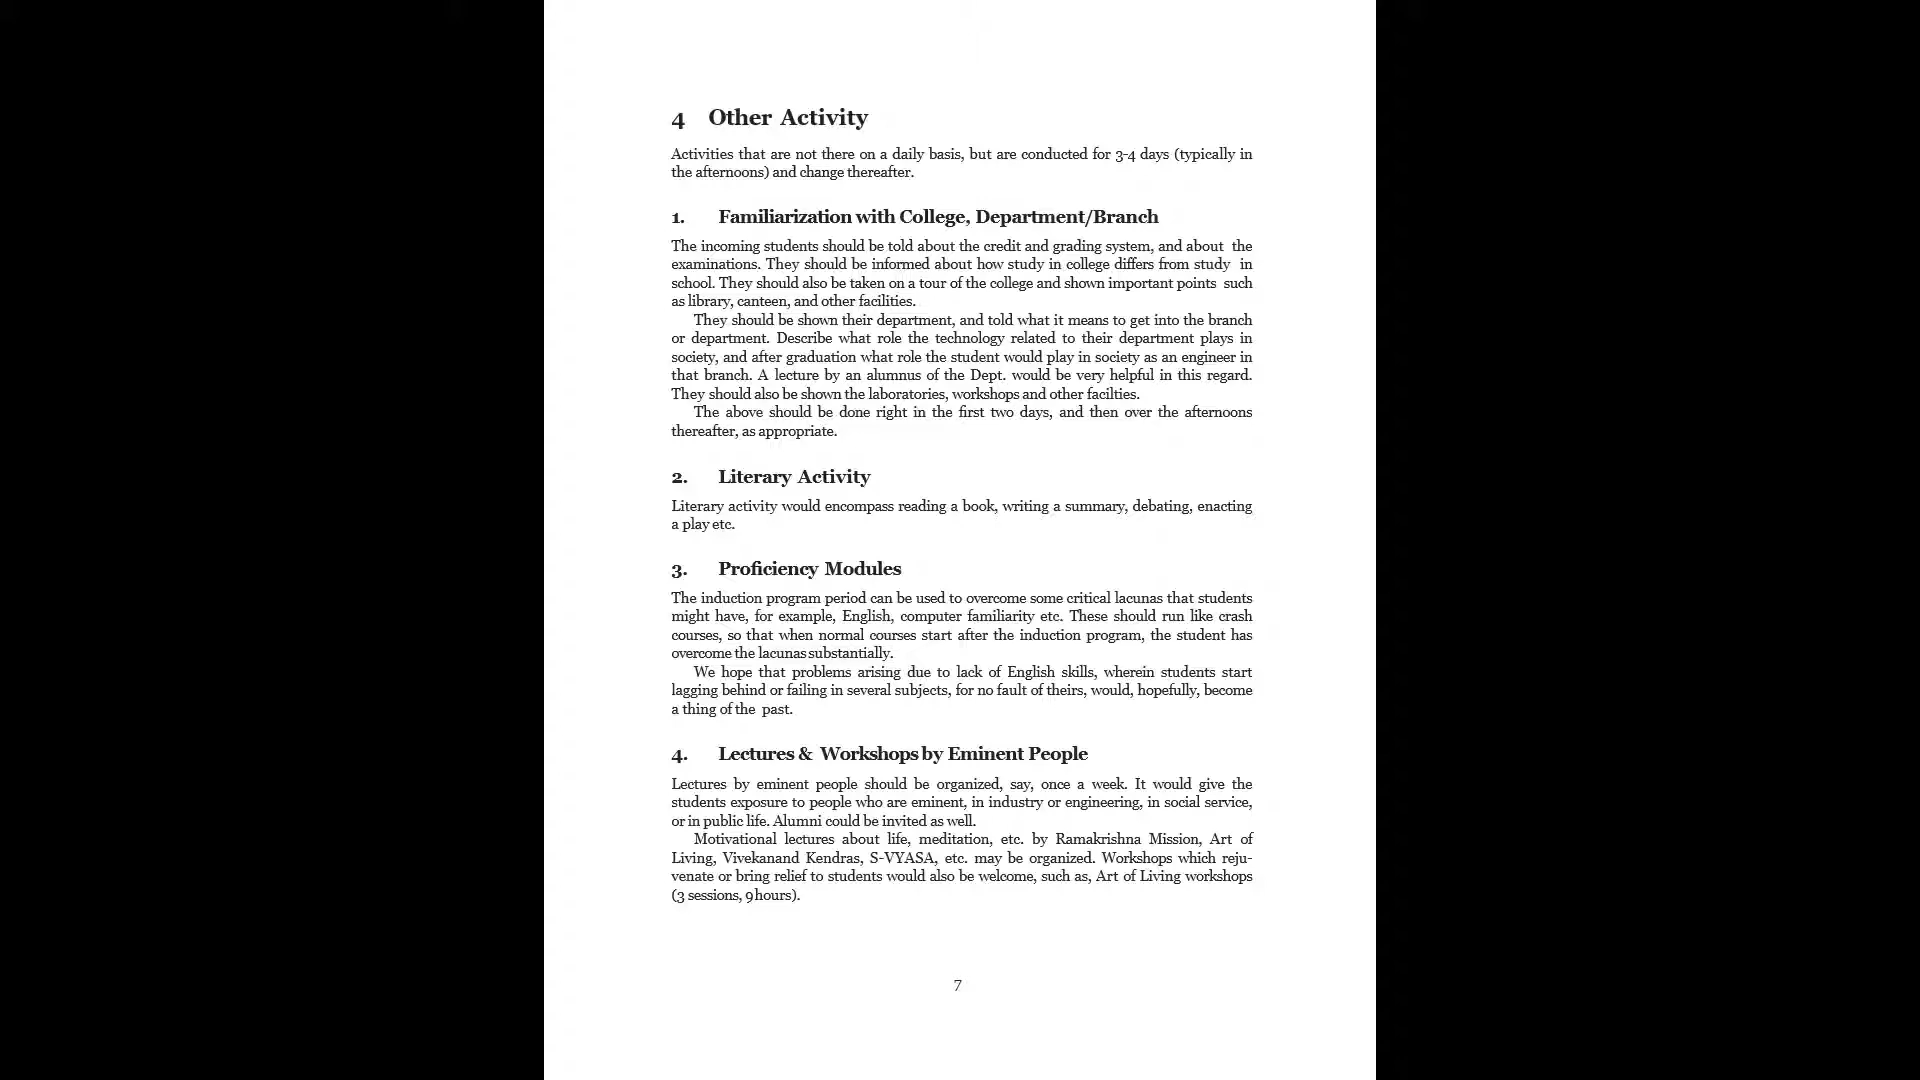 4 Other Activity
Activities that are not there on a daily basis, but are conducted for 3-4 days (typically in
the afternoons) and change thereafter.
1. Familiarization with College, Department/Branch
The incoming students should be told about the credit and grading system, and about the
examinations. They should be informed about how study in college differs from study in
school. They should also be taken on a tour of the college and shown important points such
as library, canteen, and other facilities.
They should be shown their department, and told what it means to get into the branch
or department. Describe what role the technology related to their department plays in
society, and after graduation what role the student would play in society as an engineer in
that branch. A lecture by an alumnus of the Dept. would be very helpful in this regard.
They should also be shown the laboratories, workshops and other facilties.
The above should be done right in the first two days, and then over the afternoons
thereafter, as appropriate.
2. Literary Activity
Literary activity would encompass reading a book, writing a summary, debating, enacting
a play etc.
3. Proficiency Modules
The induction program period can be used to overcome some critical lacunas that students
might have, for example, English, computer familiarity etc. These should run like crash
courses, so that when normal courses start after the induction program, the student has
overcome the lacunas substantially.
We hope that problems arising due to lack of English skills, wherein students start
lagging behind or failing in several subjects, for no fault of theirs, would, hopefully, become
a thing of the past.
4. Lectures & Workshops by Eminent People
Lectures by eminent people should be organized, say, once a week. It would give the
students exposure to people who are eminent, in industry or engineering, in social service,
or in public life. Alumni could be invited as well.
Motivational lectures about life, meditation, etc. by Ramakrishna Mission, Art of
Living, Vivekanand Kendras, S-VYASA, etc. may be organized. Workshops which reju-
venate or bring relief to students would also be welcome, such as, Art of Living workshops
(3 sessions, 9 hours).
7